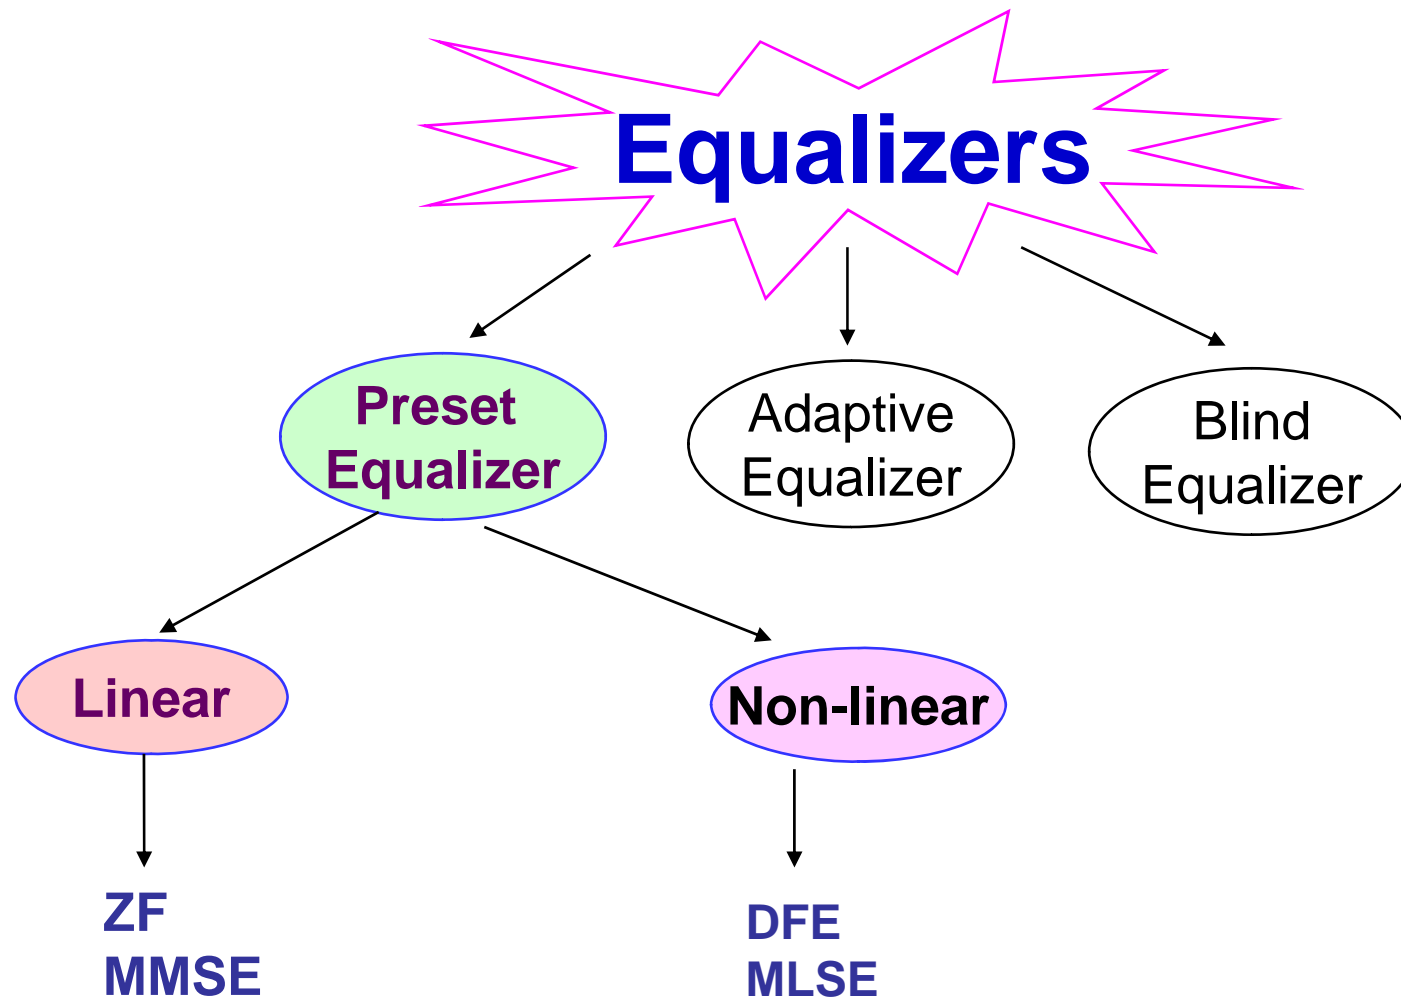 Equalizers
Preset
Equalizer
Adaptive
Equalizer
Blind
Equalizer
Linear
Non-linear
ZF
MMSE
DFE
MLSE